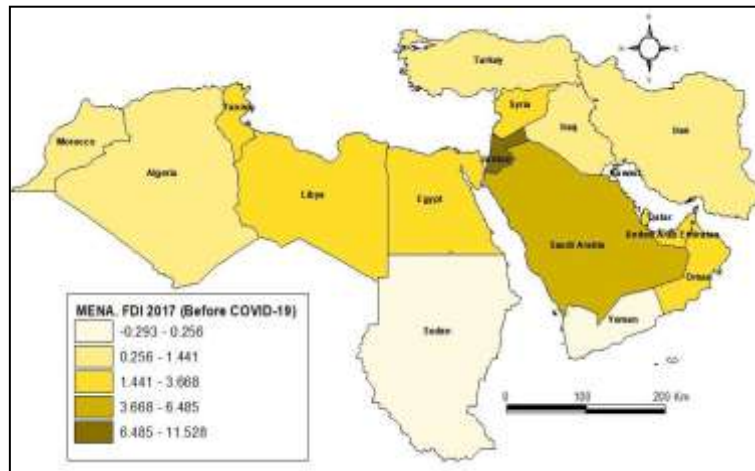 Turkey
Syria
Tunisia
Morocco
Iraq
Iran
Jordan
Kuwait
Algeria
Libya
Egypt
Qatar
United Arab Emirates
Saudi Arabia
Oman
MENA. FDI 2017 (Before COVID-19)
-0.293 - 0.256
0.256 - 1.441
1.441 - 3.668
3.668 - 6.485
6.485 - 11.528
Sudan
Yemen
0 100 200 Km